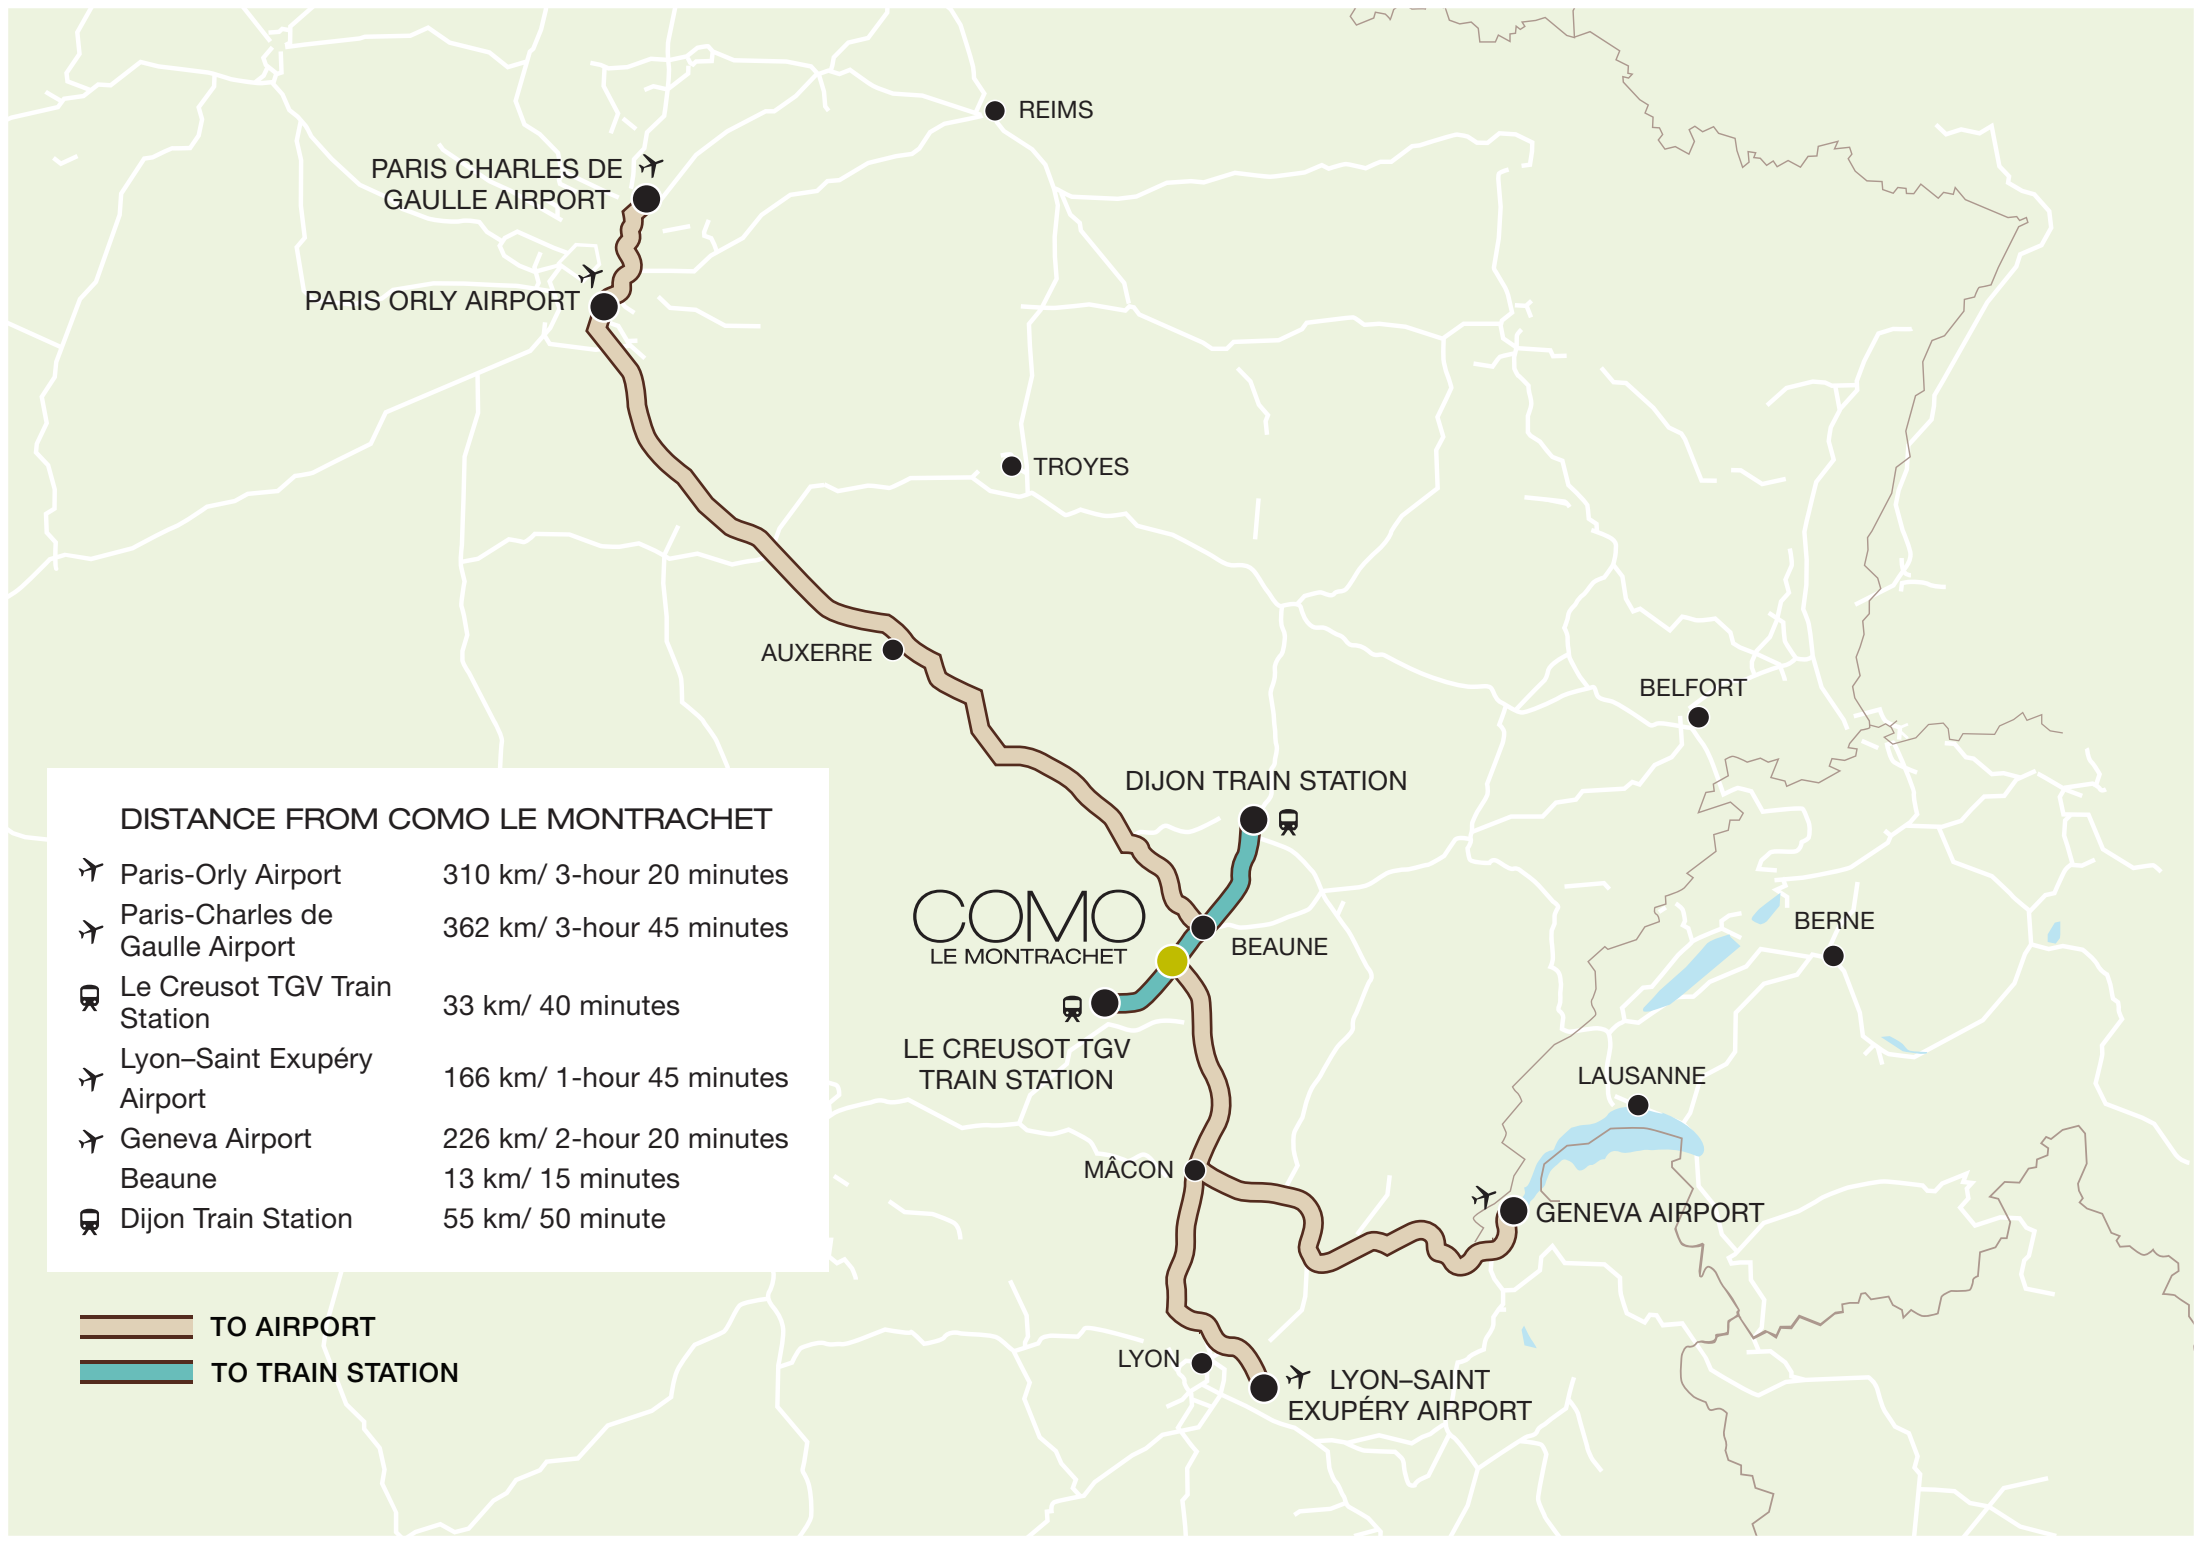 REIMS
PARIS CHARLES DE
GAULLE AIRPORT
PARIS ORLY AIRPORT
TROYES
AUXERRE
BELFORT
DIJON TRAIN STATION
COMO
LE MONTRACHET
BEAUNE
BERNE
LE CREUSOT TGV
TRAIN STATION
LAUSANNE
MÂCON
GENEVA AIRPORT
LYON
LYON–SAINT
EXUPÉRY AIRPORT
DISTANCE FROM COMO LE MONTRACHET
Paris-Orly Airport 310 km/ 3-hour 20 minutes
Paris-Charles de
Gaulle Airport 362 km/ 3-hour 45 minutes
Le Creusot TGV Train
Station 33 km/ 40 minutes
Lyon–Saint Exupéry
Airport 166 km/ 1-hour 45 minutes
Geneva Airport 226 km/ 2-hour 20 minutes
Beaune 13 km/ 15 minutes
Dijon Train Station 55 km/ 50 minute
TO AIRPORT
TO TRAIN STATION